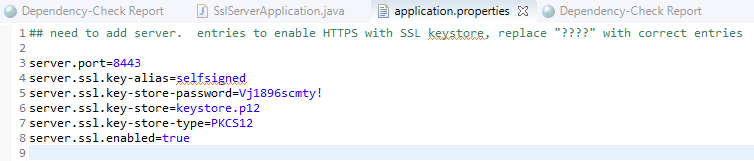 Dependency-Check Report SslServerApplication.java application.properties Dependency-Check Report
1 ## need to add server.  entries to enable HTTPS with SSL keystore, replace "????" with correct entries
2
3 server.port=8443
4 server.ssl.key-alias=selfsigned
5 server.ssl.key-store-password=Vj1896scmty!
6 server.ssl.key-store=keystore.p12
7 server.ssl.key-store-type=PKCS12
8 server.ssl.enabled=true
9